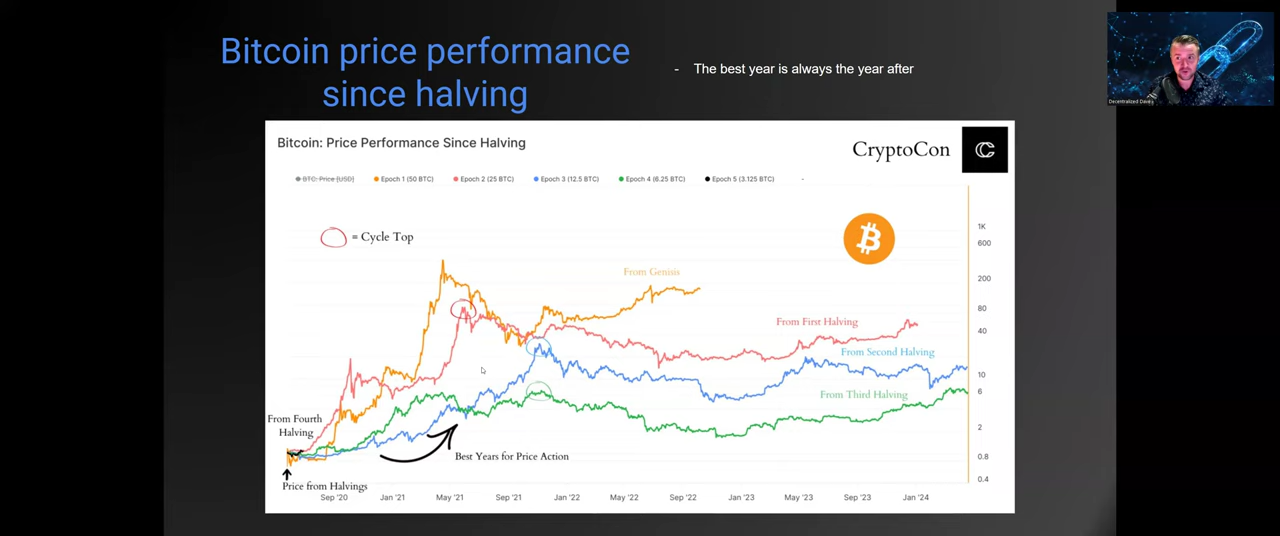 Bitcoin price performance
since halving
- The best year is always the year after
Decentralized Dave
Bitcoin: Price Performance Since Halving
CryptoCon
BTC: Price [USD] Epoch 1 (50 BTC) Epoch 2 (25 BTC) Epoch 3 (12.5 BTC) Epoch 4 (6.25 BTC) Epoch 5 (3.125 BTC) -
1K
= Cycle Top
600
From Genisis
200
80
From First Halving
40
From Second Halving
10
6
From Third Halving
From Fourth
Halving
2
Best Years for Price Action
0.8
0.4
Price from Halvings
Sep '20 Jan '21 May '21 Sep '21 Jan '22 May '22 Sep '22 Jan '23 May '23 Sep '23 Jan '24